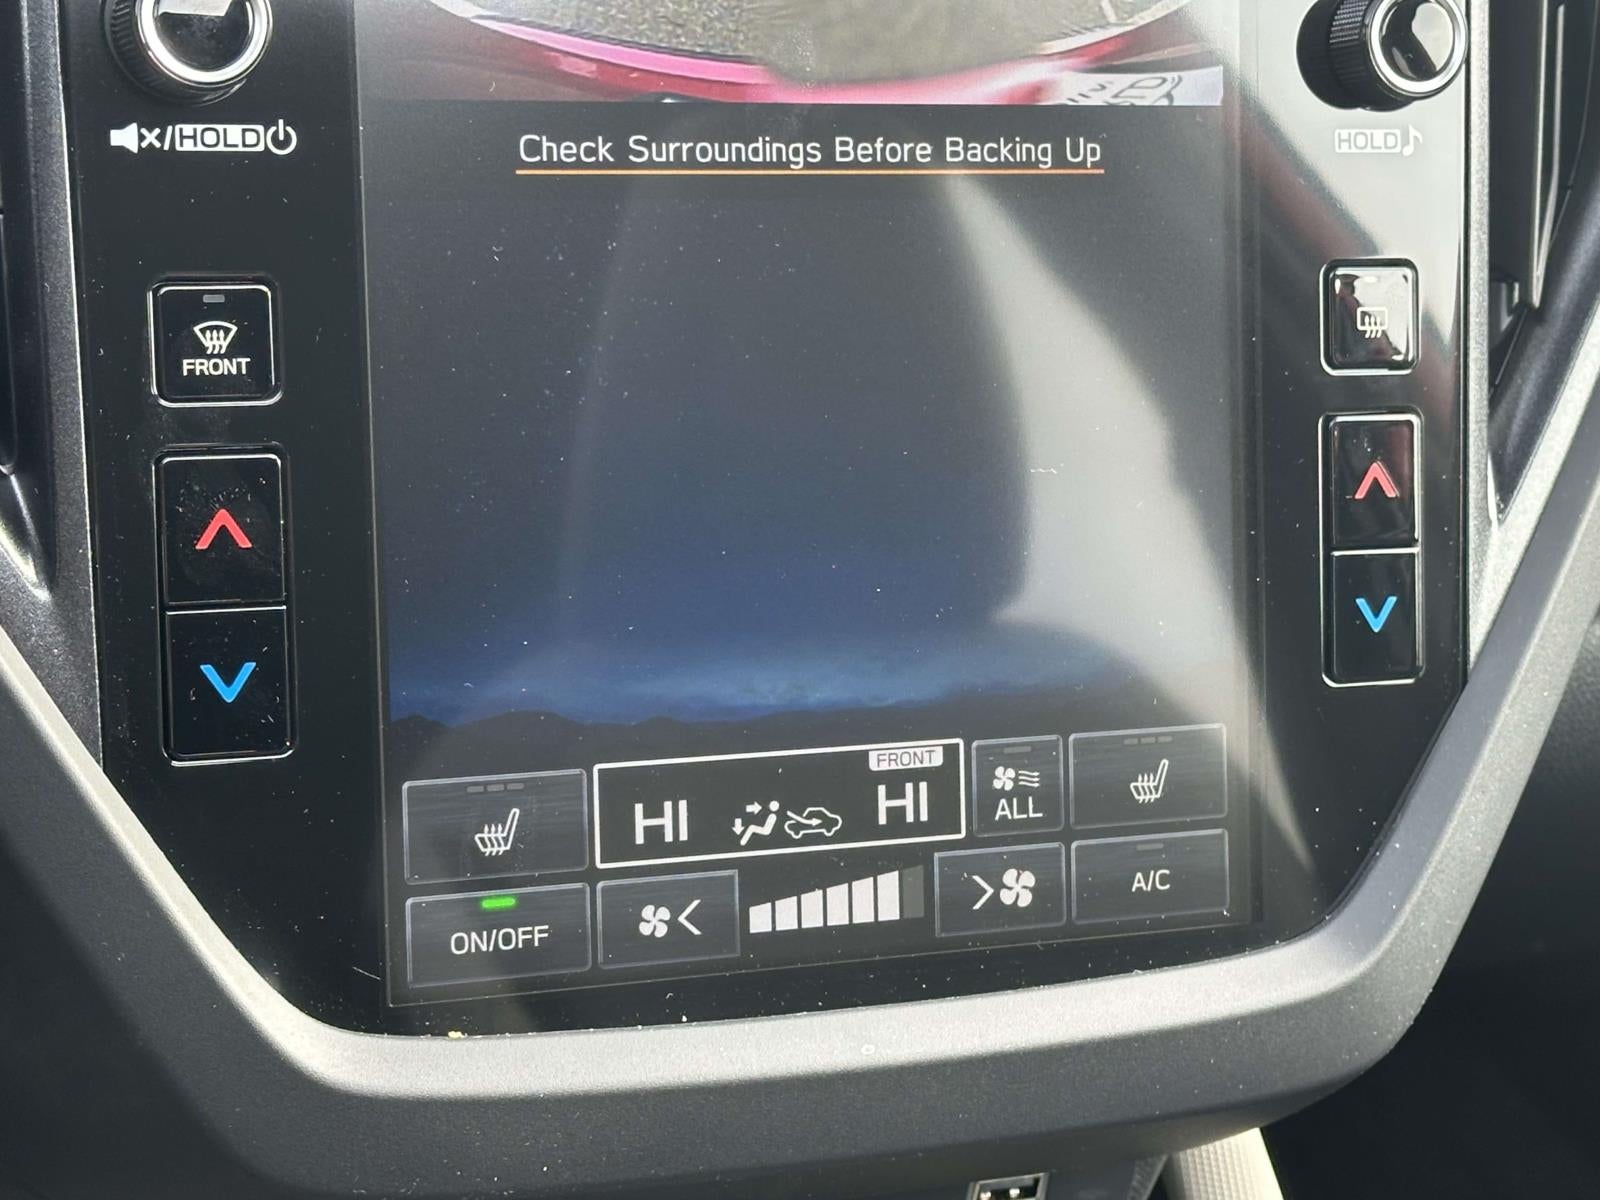 Check Surroundings Before Backing Up
/HOLD
HOLD
FRONT
FRONT
HI
HI
ALL
ON/OFF
A/C